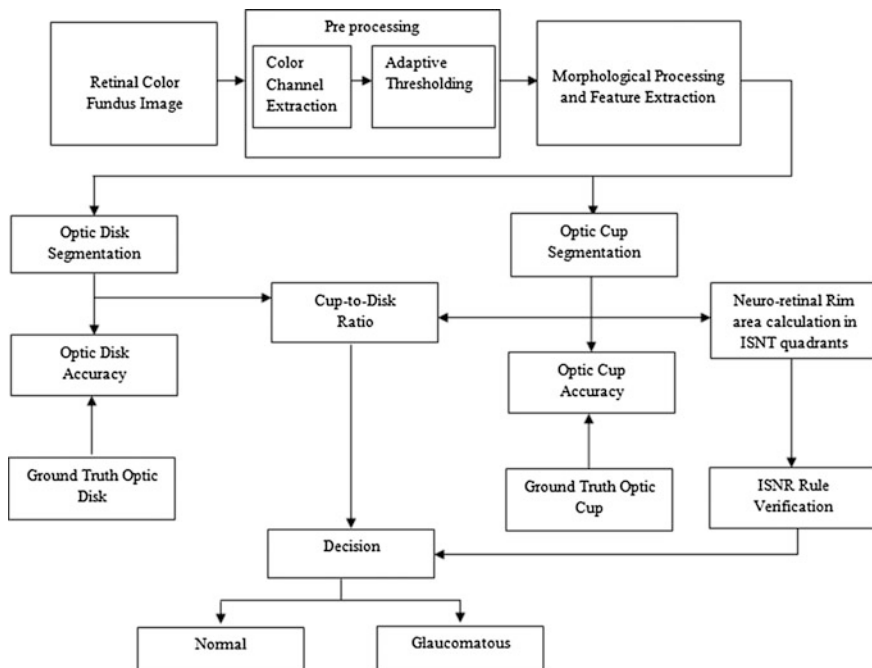 Pre processing
Retinal Color
Fundus Image
Color
Channel
Extraction
Adaptive
Thresholding
Morphological Processing
and Feature Extraction
Optic Disk
Segmentation
Optic Cup
Segmentation
Cup-to-Disk
Ratio
Neuro-retinal Rim
area calculation in
ISNT quadrants
Optic Disk
Accuracy
Optic Cup
Accuracy
Ground Truth Optic
Disk
Ground Truth Optic
Cup
ISNR Rule
Verification
Decision
Normal
Glaucomatous